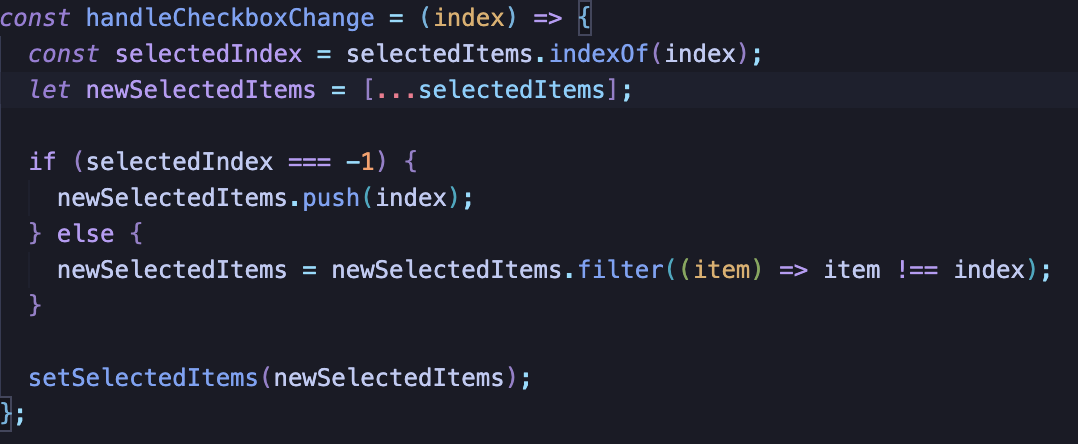 const handleCheckboxChange = (index) => {
  const selectedIndex = selectedItems.indexOf(index);
  let newSelectedItems = [...selectedItems];

  if (selectedIndex === -1) {
    newSelectedItems.push(index);
  } else {
    newSelectedItems = newSelectedItems.filter((item) => item !== index);
  }

  setSelectedItems(newSelectedItems);
};